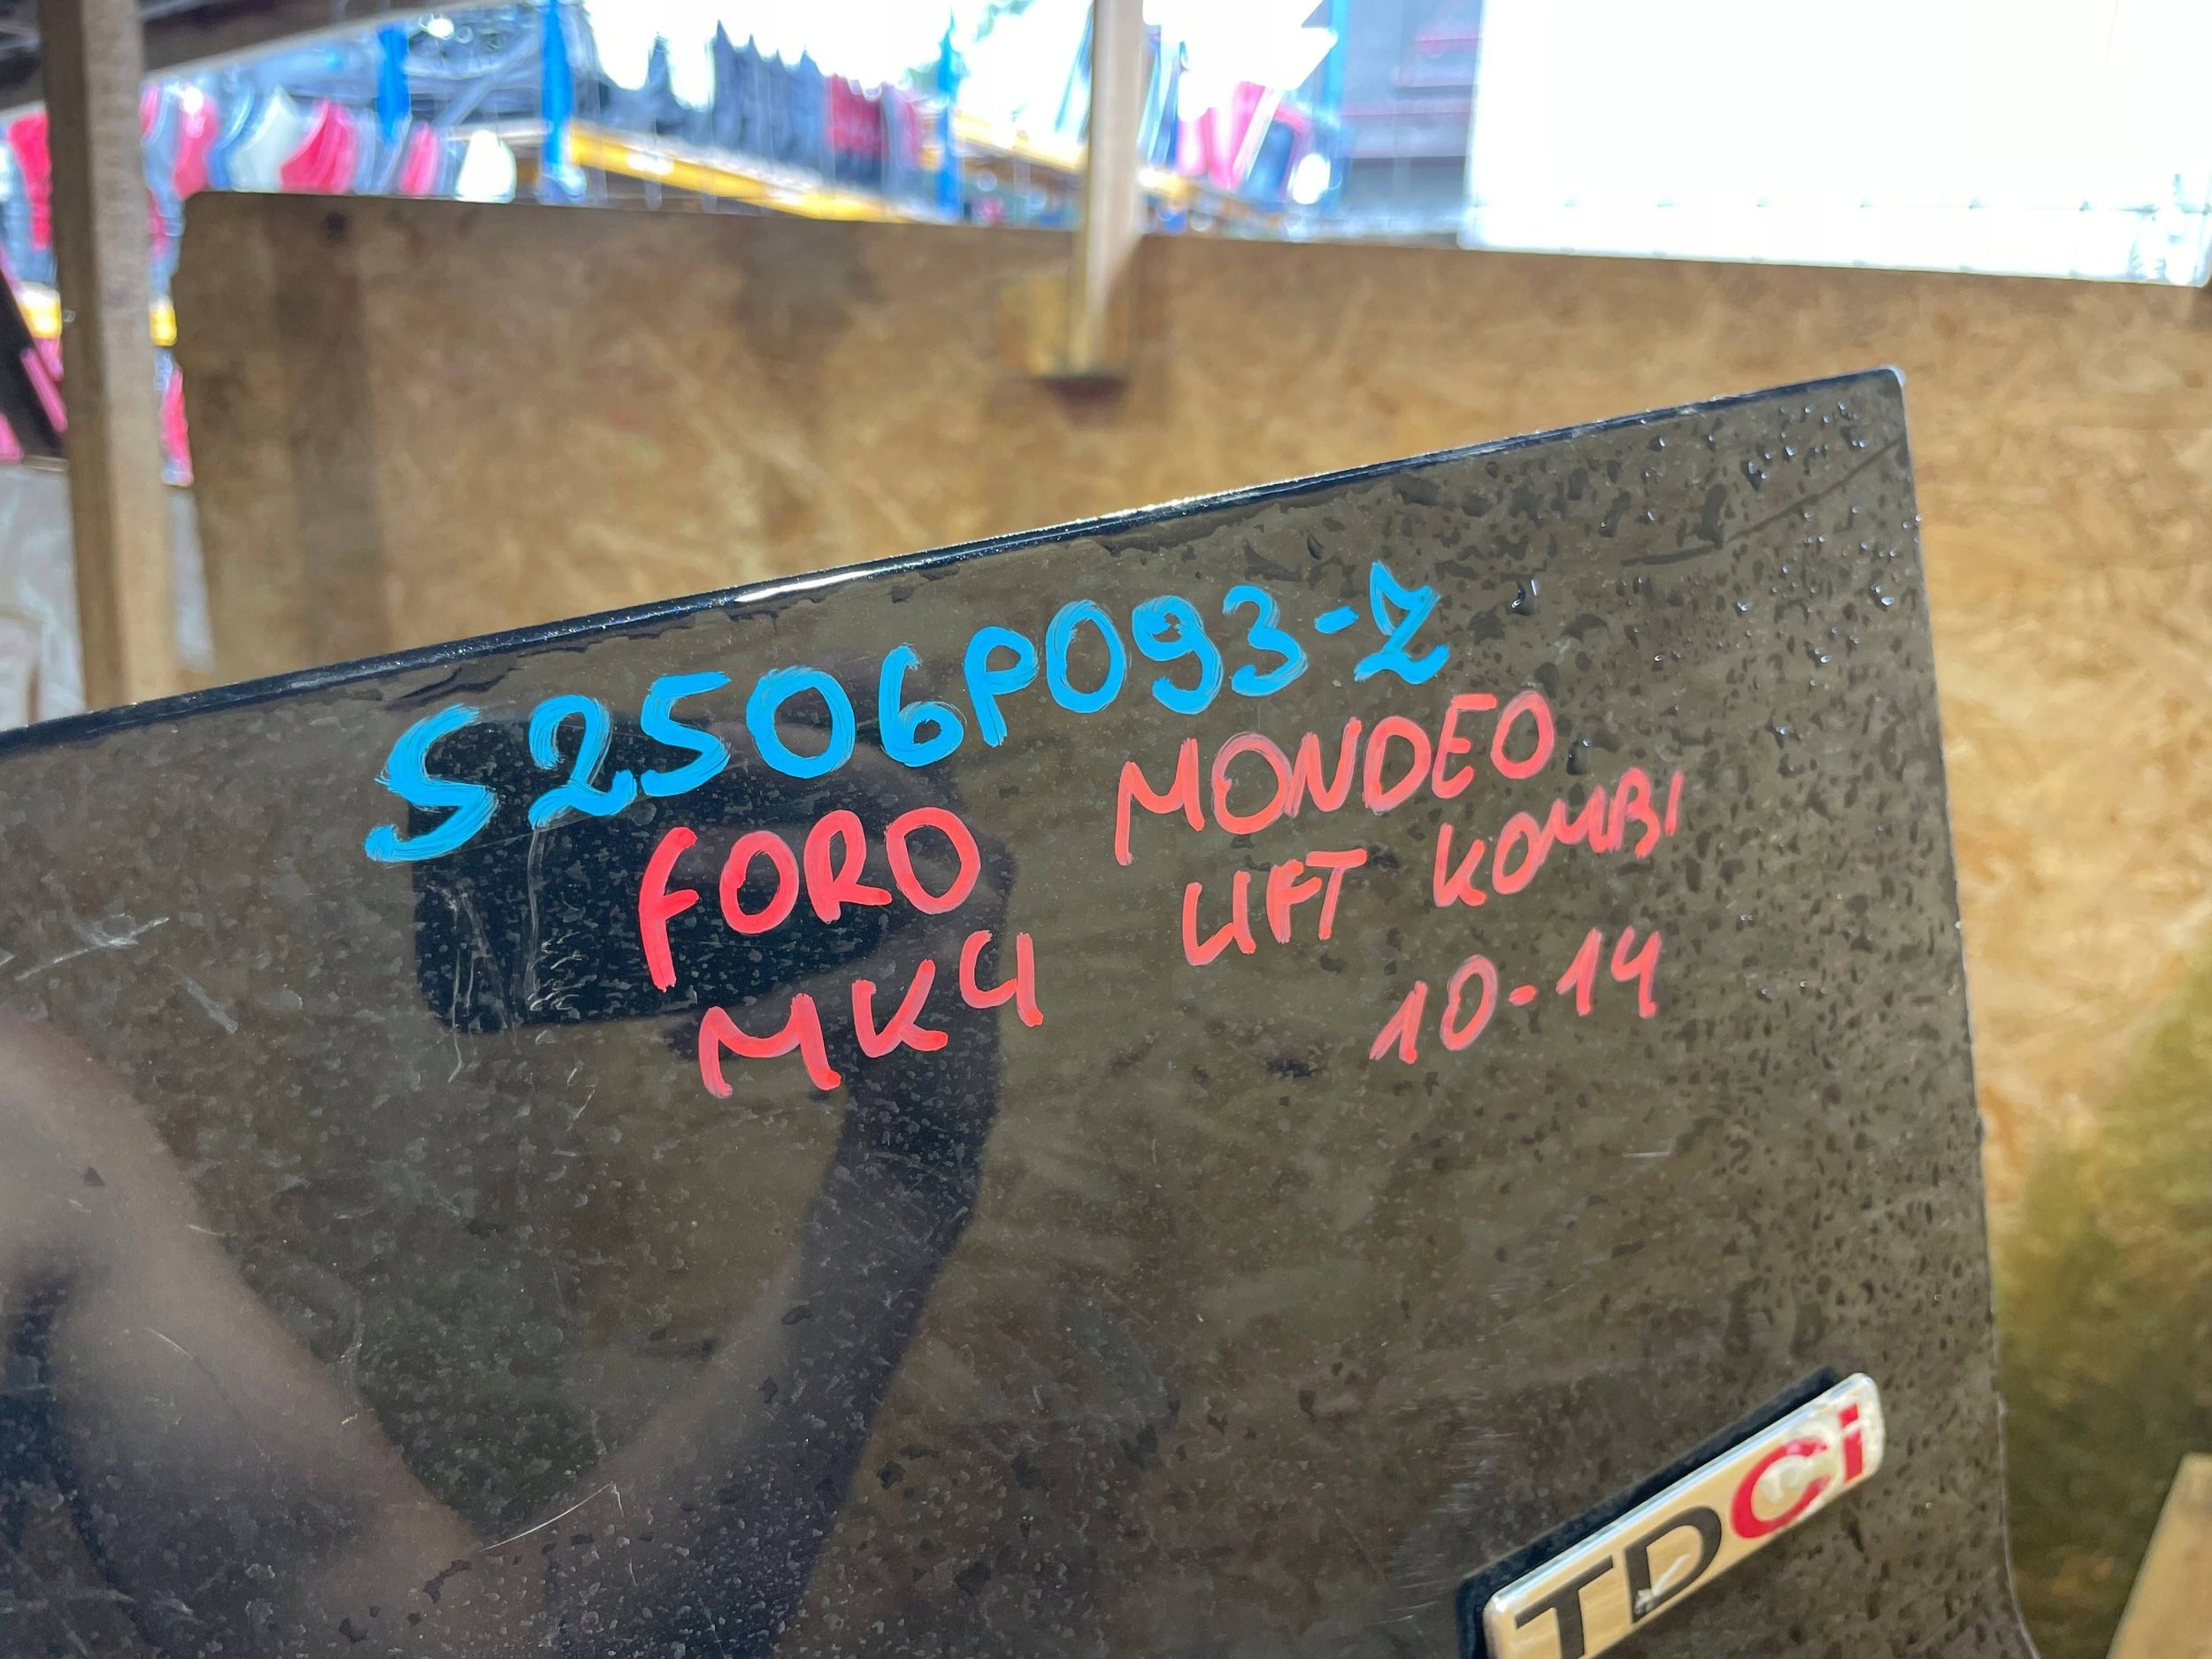 S2506P093-2
FORD MONDEO
MK4 LIFT KOMBI
10-14
TDCi